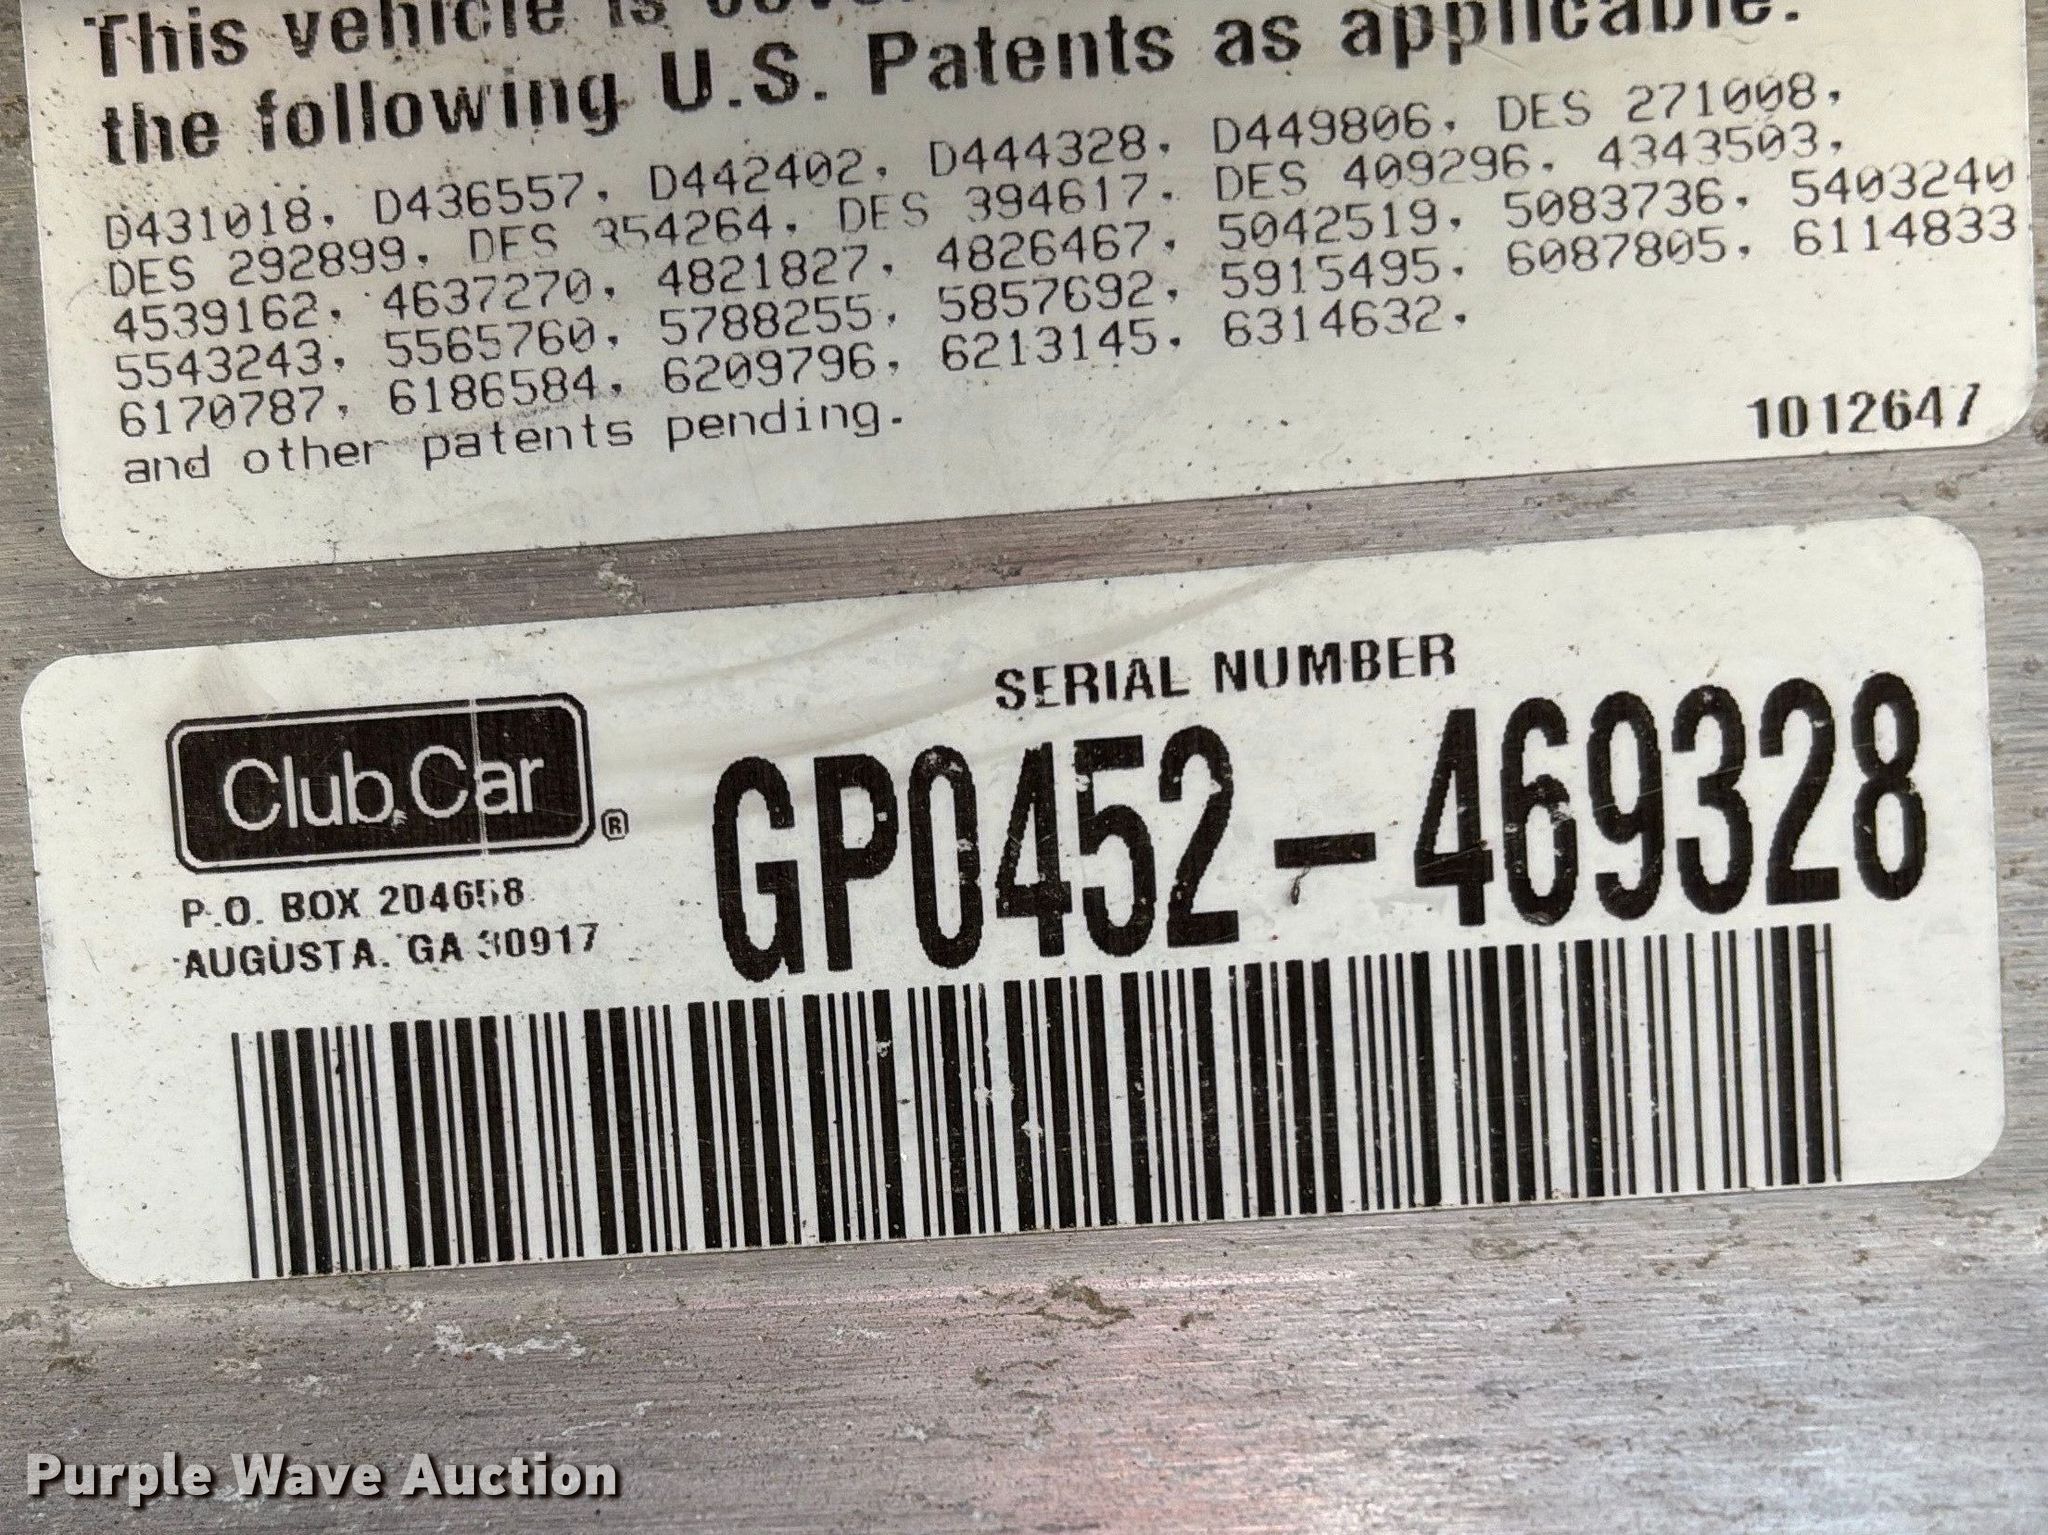 This vehicle is
the following U.S. Patents as applicable.
D431018, D436557, D442402, D444328, D449806, DES 271008,
DES 292899, DES 354264, DES 394617, DES 409296, 4343503,
4539162, 4637270, 4821827, 4826467, 5042519, 5083736, 5403240
5543243, 5565760, 5788255, 5857692, 5915495, 6087805, 6114833
6170787, 6186584, 6209796, 6213145, 6314632,
and other patents pending.
1012647
SERIAL NUMBER
Club Car®
GP0452-469328
P.O. BOX 204658
AUGUSTA, GA 30917
Purple Wave Auction